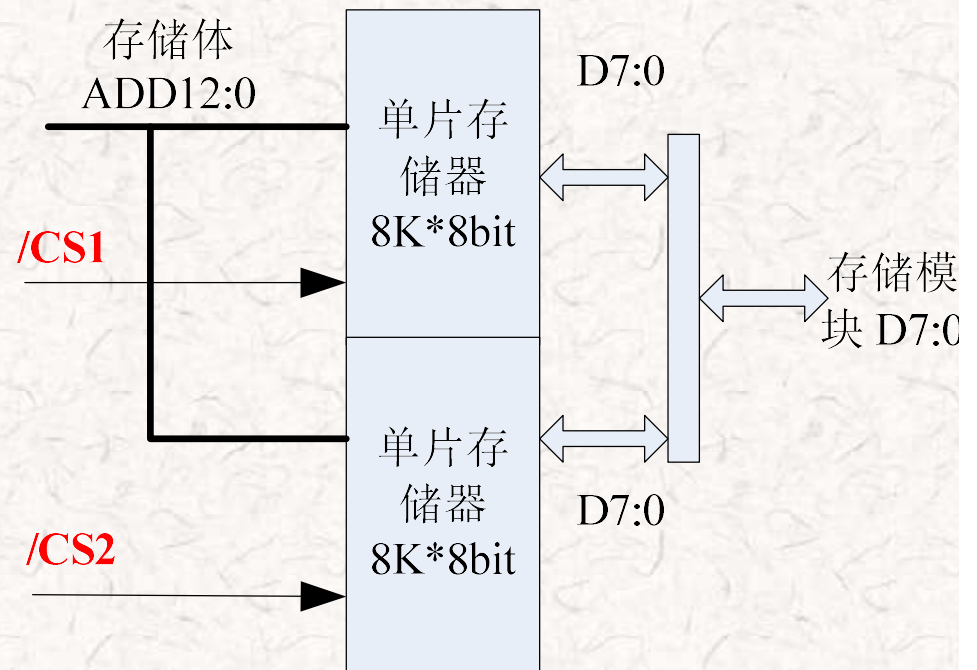 存储体
ADD12:0
D7:0
单片存
储器
8K*8bit
/CS1
存储模
块 D7:0
单片存
储器
8K*8bit
D7:0
/CS2